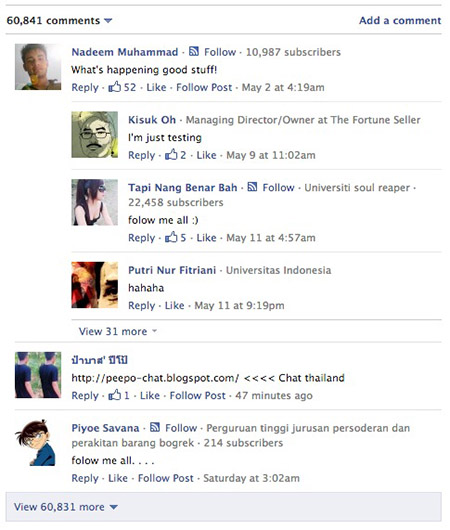 60,841 comments Add a comment
Nadeem Muhammad · Follow · 10,987 subscribers
What's happening good stuff!
Reply · 52 · Like · Follow Post · May 2 at 4:19am
Kisuk Oh · Managing Director/Owner at The Fortune Seller
I'm just testing
Reply · 2 · Like · May 9 at 11:02am
Tapi Nang Benar Bah · Follow · Universiti soul reaper ·
22,458 subscribers
folow me all :)
Reply · 5 · Like · May 11 at 4:57am
Putri Nur Fitriani · Universitas Indonesia
hahaha
Reply · Like · May 11 at 9:19pm
View 31 more
ป๋าบาส' ปีโป้
http://peepo-chat.blogspot.com/ <<<< Chat thailand
Reply · 1 · Like · Follow Post · 47 minutes ago
Piyoe Savana · Follow · Perguruan tinggi jurusan persoderan dan
perakitan barang bogrek · 214 subscribers
folow me all. . . .
Reply · Like · Follow Post · Saturday at 3:02am
View 60,831 more